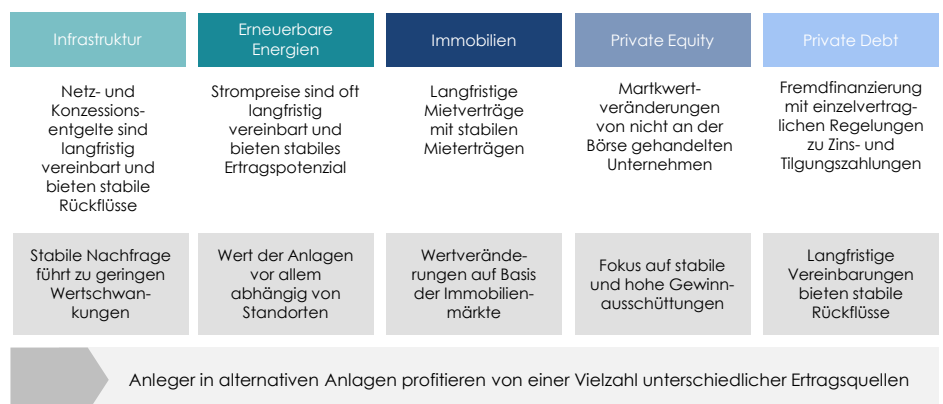 Infrastruktur
Erneuerbare
Energien
Immobilien
Private Equity
Private Debt
Netz- und
Konzessions-
entgelte sind
langfristig
vereinbart und
bieten stabile
Rückflüsse
Strompreise sind oft
langfristig
vereinbart und
bieten stabiles
Ertragspotenzial
Langfristige
Mietverträge
mit stabilen
Mieterträgen
Martkwert-
veränderungen
von nicht an der
Börse gehandelten
Unternehmen
Fremdfinanzierung
mit einzelvertrag-
lichen Regelungen
zu Zins- und
Tilgungszahlungen
Stabile Nachfrage
führt zu geringen
Wertschwan-
kungen
Wert der Anlagen
vor allem
abhängig von
Standorten
Wertverände-
rungen auf Basis
der Immobilien-
märkte
Fokus auf stabile
und hohe Gewinn-
ausschüttungen
Langfristige
Vereinbarungen
bieten stabile
Rückflüsse
Anleger in alternativen Anlagen profitieren von einer Vielzahl unterschiedlicher Ertragsquellen